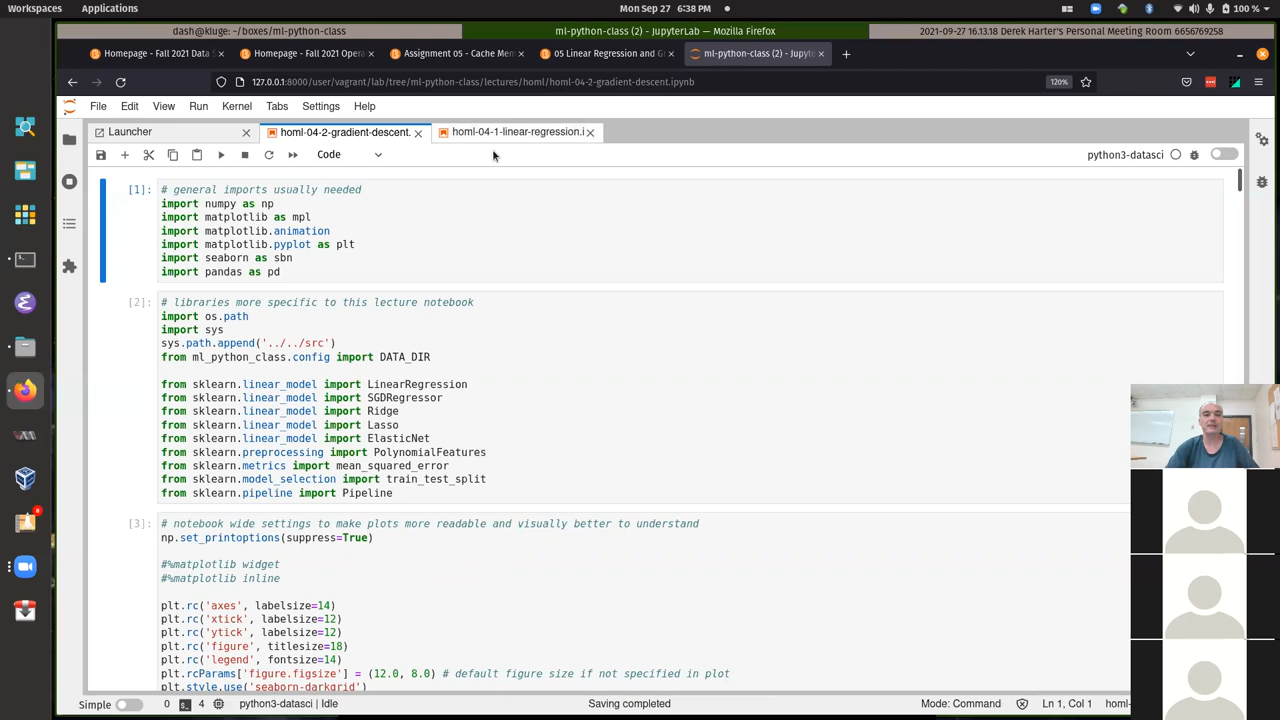 Workspaces Applications Mon Sep 27 6:38 PM 100 %
dash@kluge: ~/boxes/ml-python-class ml-python-class (2) - JupyterLab — Mozilla Firefox 2021-09-27 16.13.18 Derek Harter's Personal Meeting Room 6656769258
Homepage - Fall 2021 Data S Homepage - Fall 2021 Opera Assignment 05 - Cache Mem 05 Linear Regression and G ml-python-class (2) - Jupyte
127.0.0.1:8000/user/vagrant/lab/tree/ml-python-class/lectures/homl/homl-04-2-gradient-descent.ipynb 120%
File Edit View Run Kernel Tabs Settings Help
Launcher homl-04-2-gradient-descent. homl-04-1-linear-regression.i
Code python3-datasci
[1]: # general imports usually needed
import numpy as np
import matplotlib as mpl
import matplotlib.animation
import matplotlib.pyplot as plt
import seaborn as sbn
import pandas as pd
[2]: # libraries more specific to this lecture notebook
import os.path
import sys
sys.path.append('../../src')
from ml_python_class.config import DATA_DIR
from sklearn.linear_model import LinearRegression
from sklearn.linear_model import SGDRegressor
from sklearn.linear_model import Ridge
from sklearn.linear_model import Lasso
from sklearn.linear_model import ElasticNet
from sklearn.preprocessing import PolynomialFeatures
from sklearn.metrics import mean_squared_error
from sklearn.model_selection import train_test_split
from sklearn.pipeline import Pipeline
[3]: # notebook wide settings to make plots more readable and visually better to understand
np.set_printoptions(suppress=True)
#%matplotlib widget
#%matplotlib inline
plt.rc('axes', labelsize=14)
plt.rc('xtick', labelsize=12)
plt.rc('ytick', labelsize=12)
plt.rc('figure', titlesize=18)
plt.rc('legend', fontsize=14)
plt.rcParams['figure.figsize'] = (12.0, 8.0) # default figure size if not specified in plot
plt.style.use('seaborn-darkgrid')
Simple 0 4 python3-datasci | Idle Saving completed Mode: Command Ln 1, Col 1 homl-